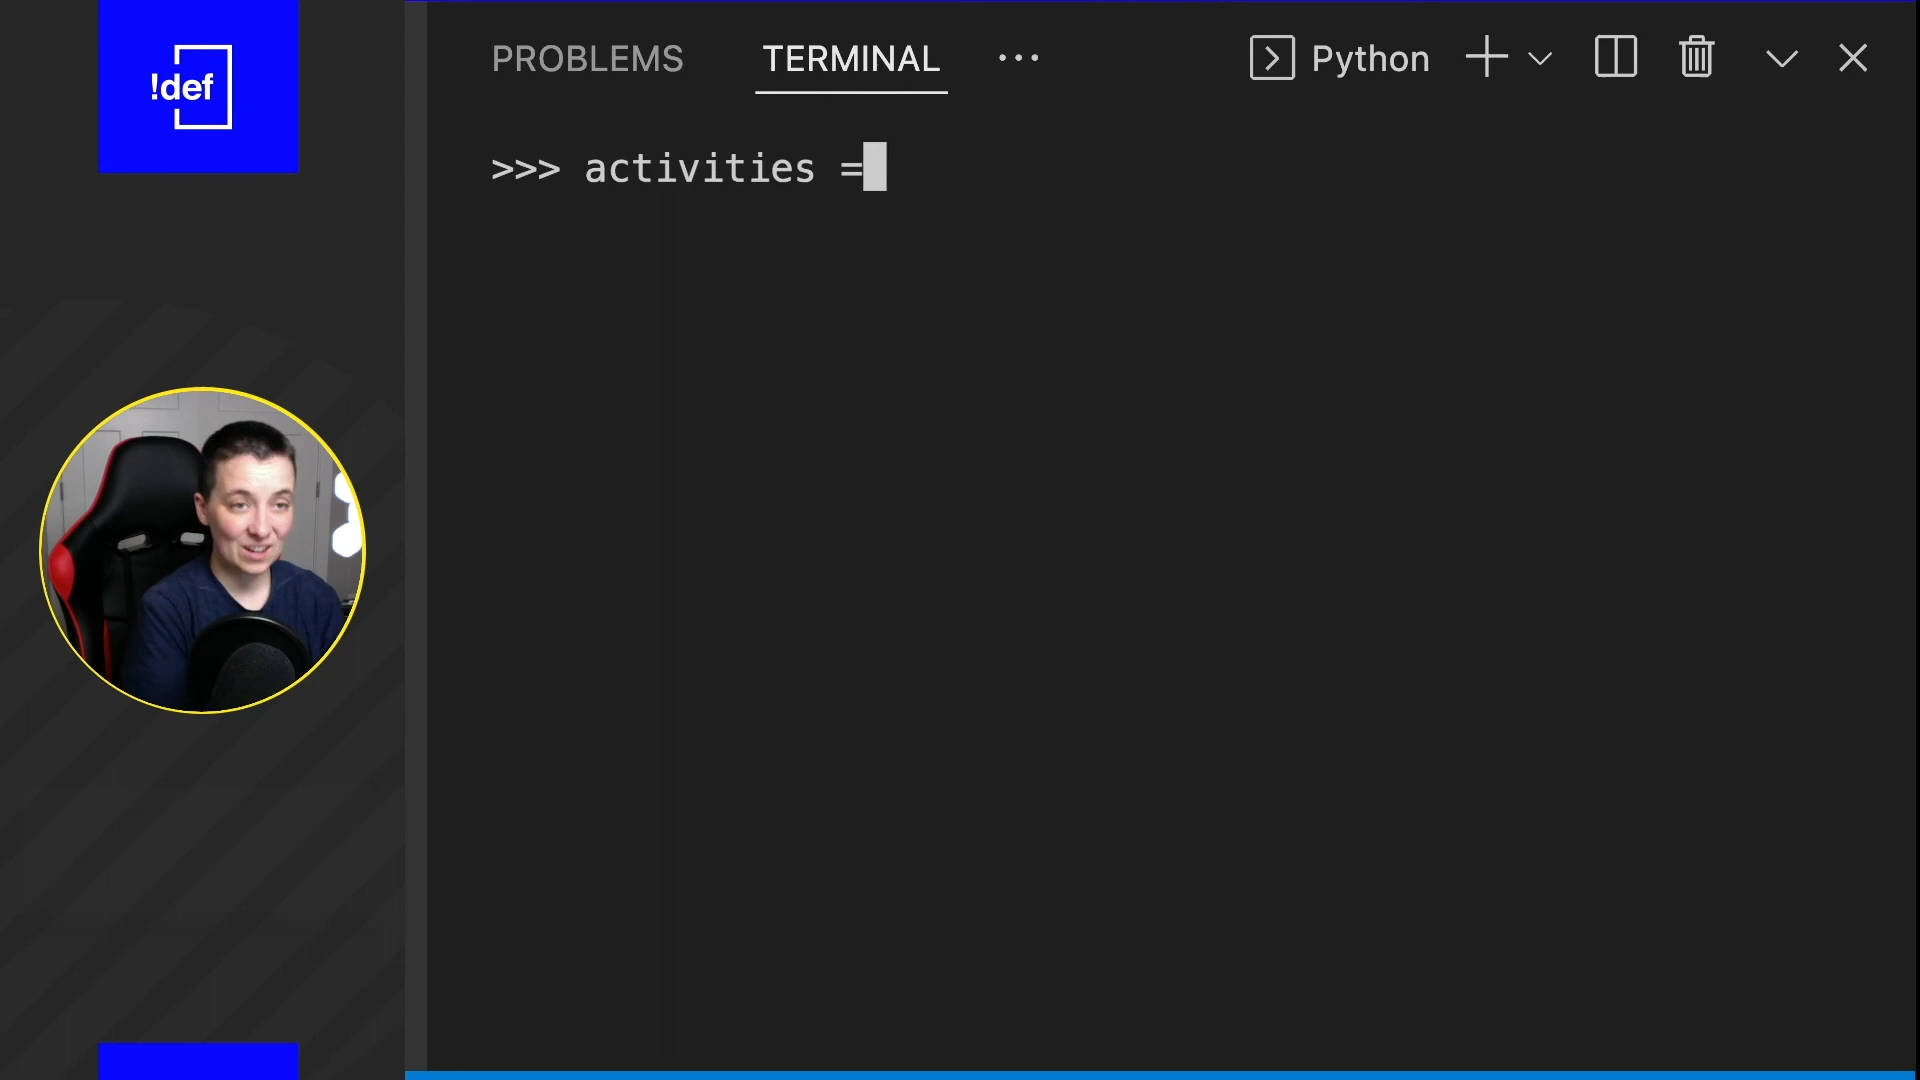 !def
PROBLEMS TERMINAL ... Python
>>> activities =